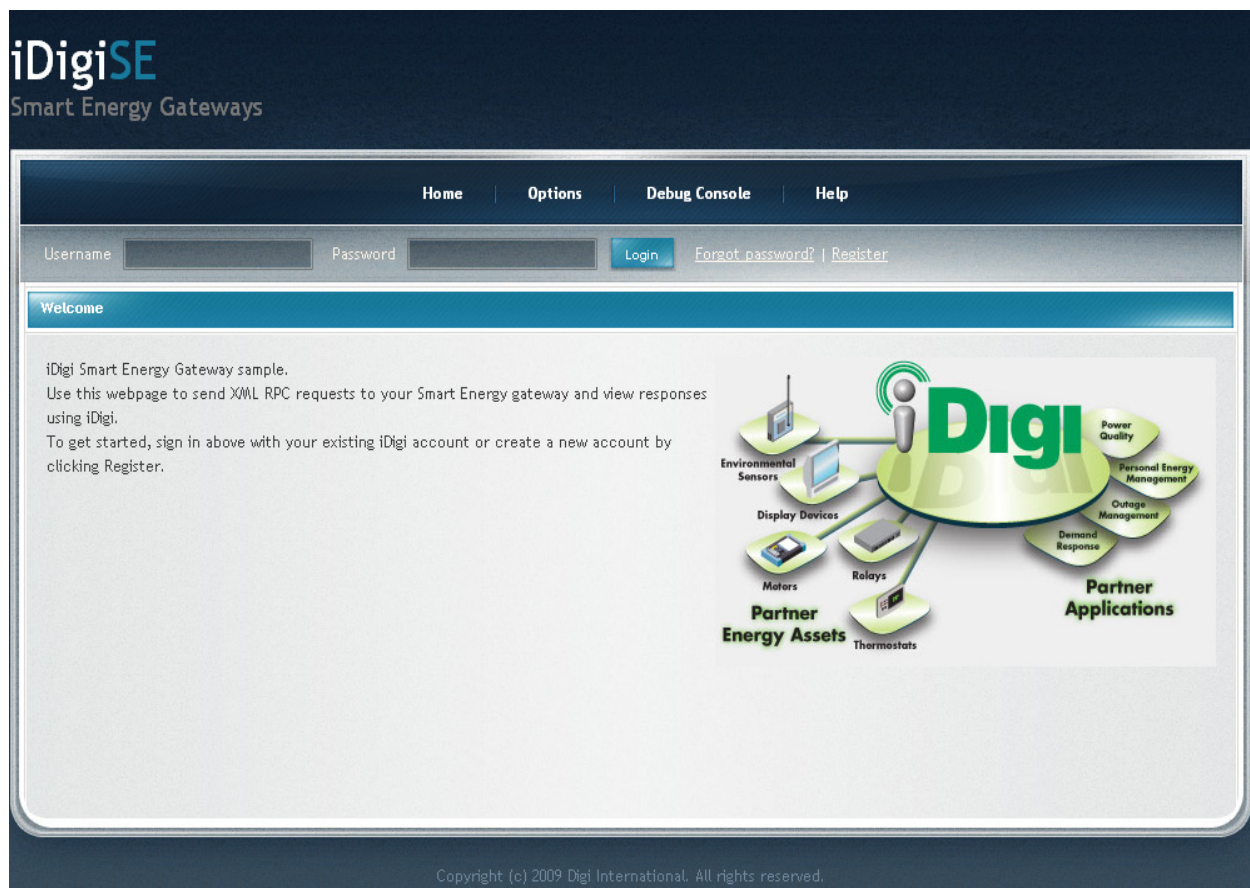 iDigiSE
Smart Energy Gateways
Home Options Debug Console Help
Username Password Login Forgot password? | Register
Welcome
iDigi Smart Energy Gateway sample.
Use this webpage to send XML RPC requests to your Smart Energy gateway and view responses
using iDigi.
To get started, sign in above with your existing iDigi account or create a new account by
clicking Register.
iDigi
Environmental
Sensors
Display Devices
Meters
Relays
Thermostats
Partner
Energy Assets
Power
Quality
Personal Energy
Management
Outage
Management
Demand
Response
Partner
Applications
Copyright (c) 2009 Digi International. All rights reserved.